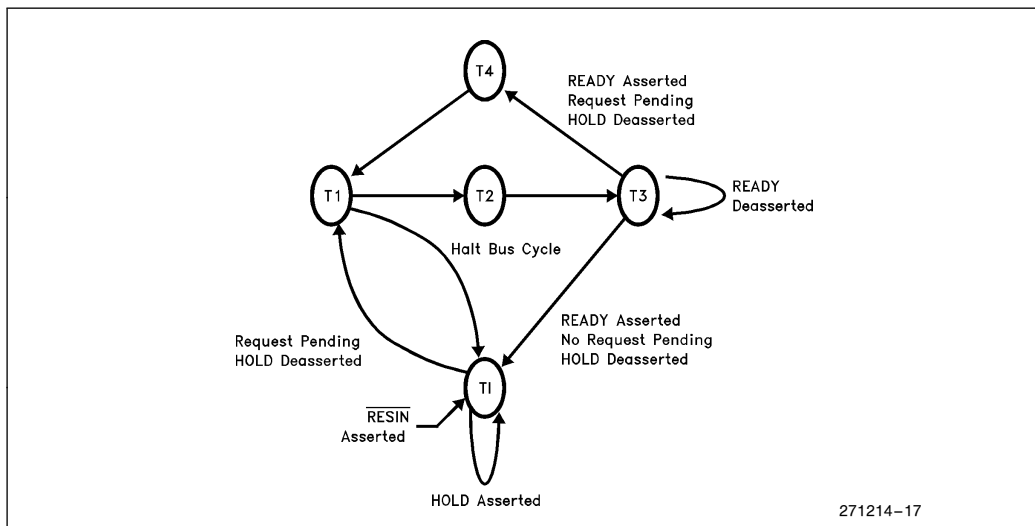 T4
READY Asserted
Request Pending
HOLD Deasserted
T1
T2
T3
READY
Deasserted
Halt Bus Cycle
Request Pending
HOLD Deasserted
READY Asserted
No Request Pending
HOLD Deasserted
TI
RESIN
Asserted
HOLD Asserted
271214-17